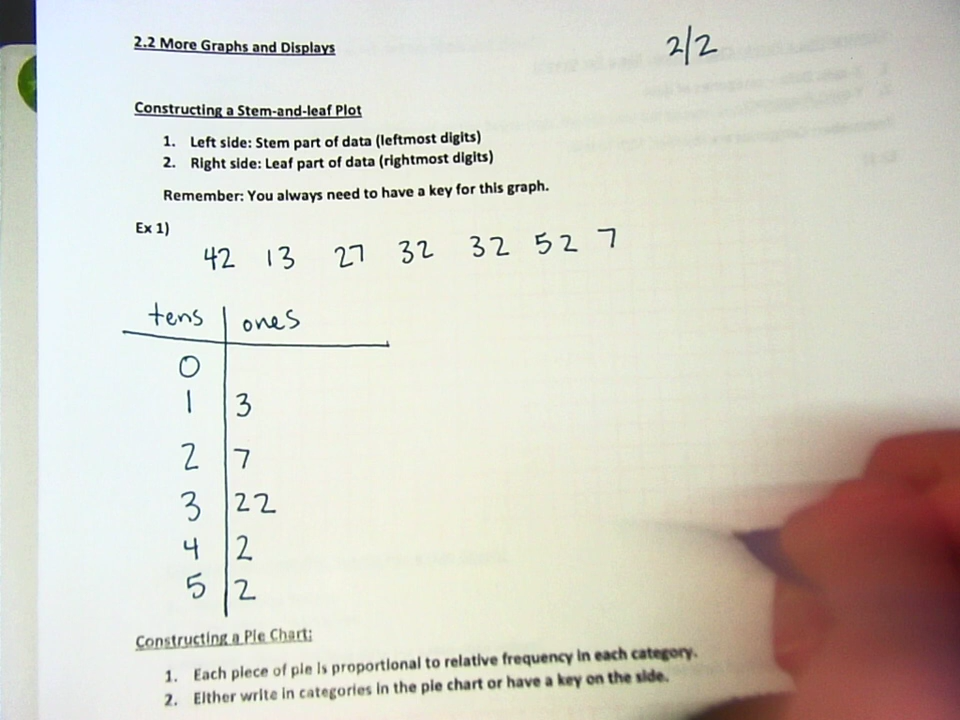 2.2 More Graphs and Displays
2/2
Constructing a Stem-and-leaf Plot
1. Left side: Stem part of data (leftmost digits)
2. Right side: Leaf part of data (rightmost digits)
Remember: You always need to have a key for this graph.
Ex 1)
42 13 27 32 32 52 7
tens ones
0
1 3
2 7
3 22
4 2
5 2
Constructing a Pie Chart:
1. Each piece of pie is proportional to relative frequency in each category.
2. Either write in categories in the pie chart or have a key on the side.